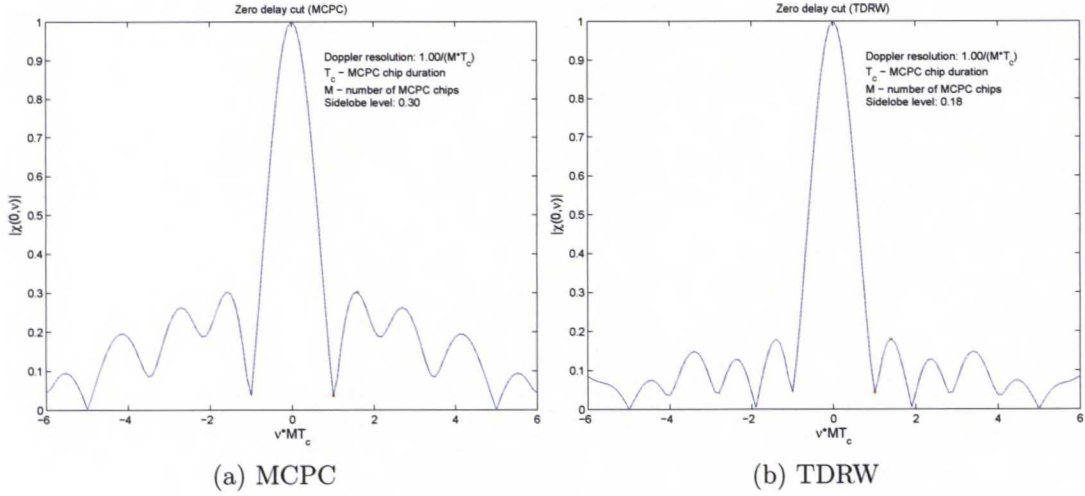 Zero delay cut (MCPC)
Doppler resolution: 1.00/(M*T_c)
T_c − MCPC chip duration
M − number of MCPC chips
Sidelobe level: 0.30
|χ(0,ν)|
1
0.9
0.8
0.7
0.6
0.5
0.4
0.3
0.2
0.1
0
−6 −4 −2 0 2 4 6
ν*MT_c
(a) MCPC
Zero delay cut (TDRW)
Doppler resolution: 1.00/(M*T_c)
T_c − MCPC chip duration
M − number of MCPC chips
Sidelobe level: 0.18
|χ(0,ν)|
1
0.9
0.8
0.7
0.6
0.5
0.4
0.3
0.2
0.1
0
−6 −4 −2 0 2 4 6
ν*MT_c
(b) TDRW